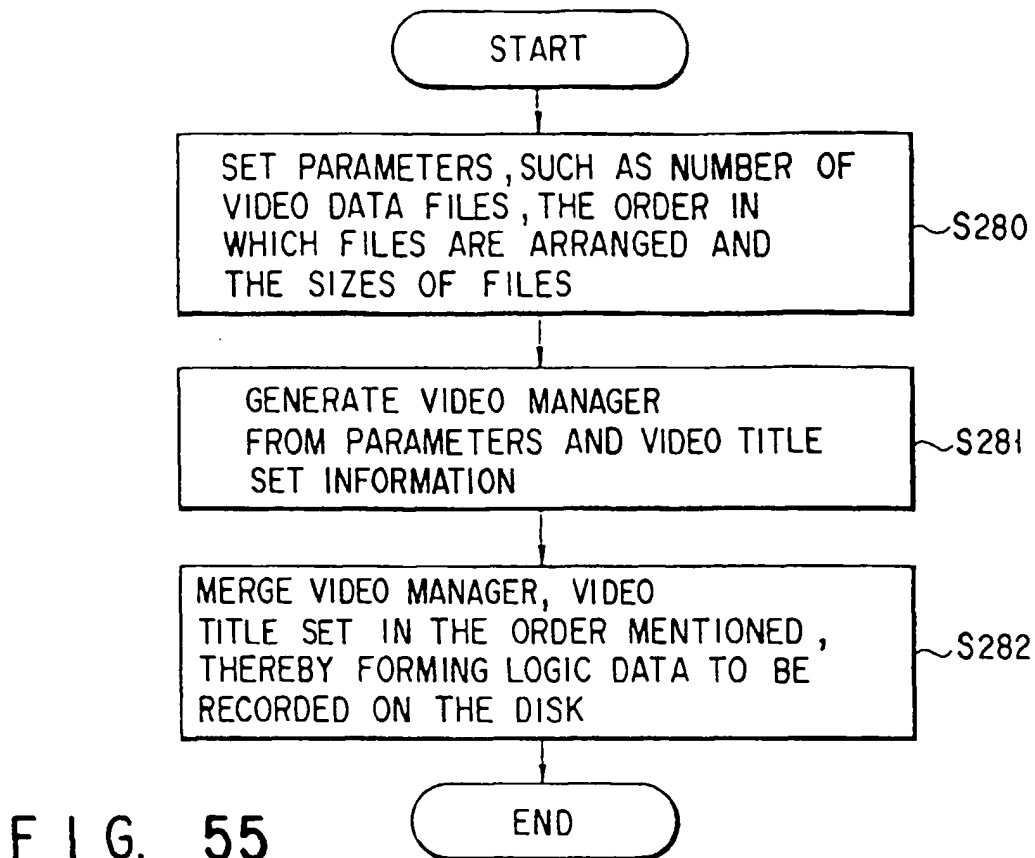 START
SET PARAMETERS, SUCH AS NUMBER OF
VIDEO DATA FILES, THE ORDER IN
WHICH FILES ARE ARRANGED AND
THE SIZES OF FILES
S280
GENERATE VIDEO MANAGER
FROM PARAMETERS AND VIDEO TITLE
SET INFORMATION
S281
MERGE VIDEO MANAGER, VIDEO
TITLE SET IN THE ORDER MENTIONED,
THEREBY FORMING LOGIC DATA TO BE
RECORDED ON THE DISK
S282
END
FIG. 55